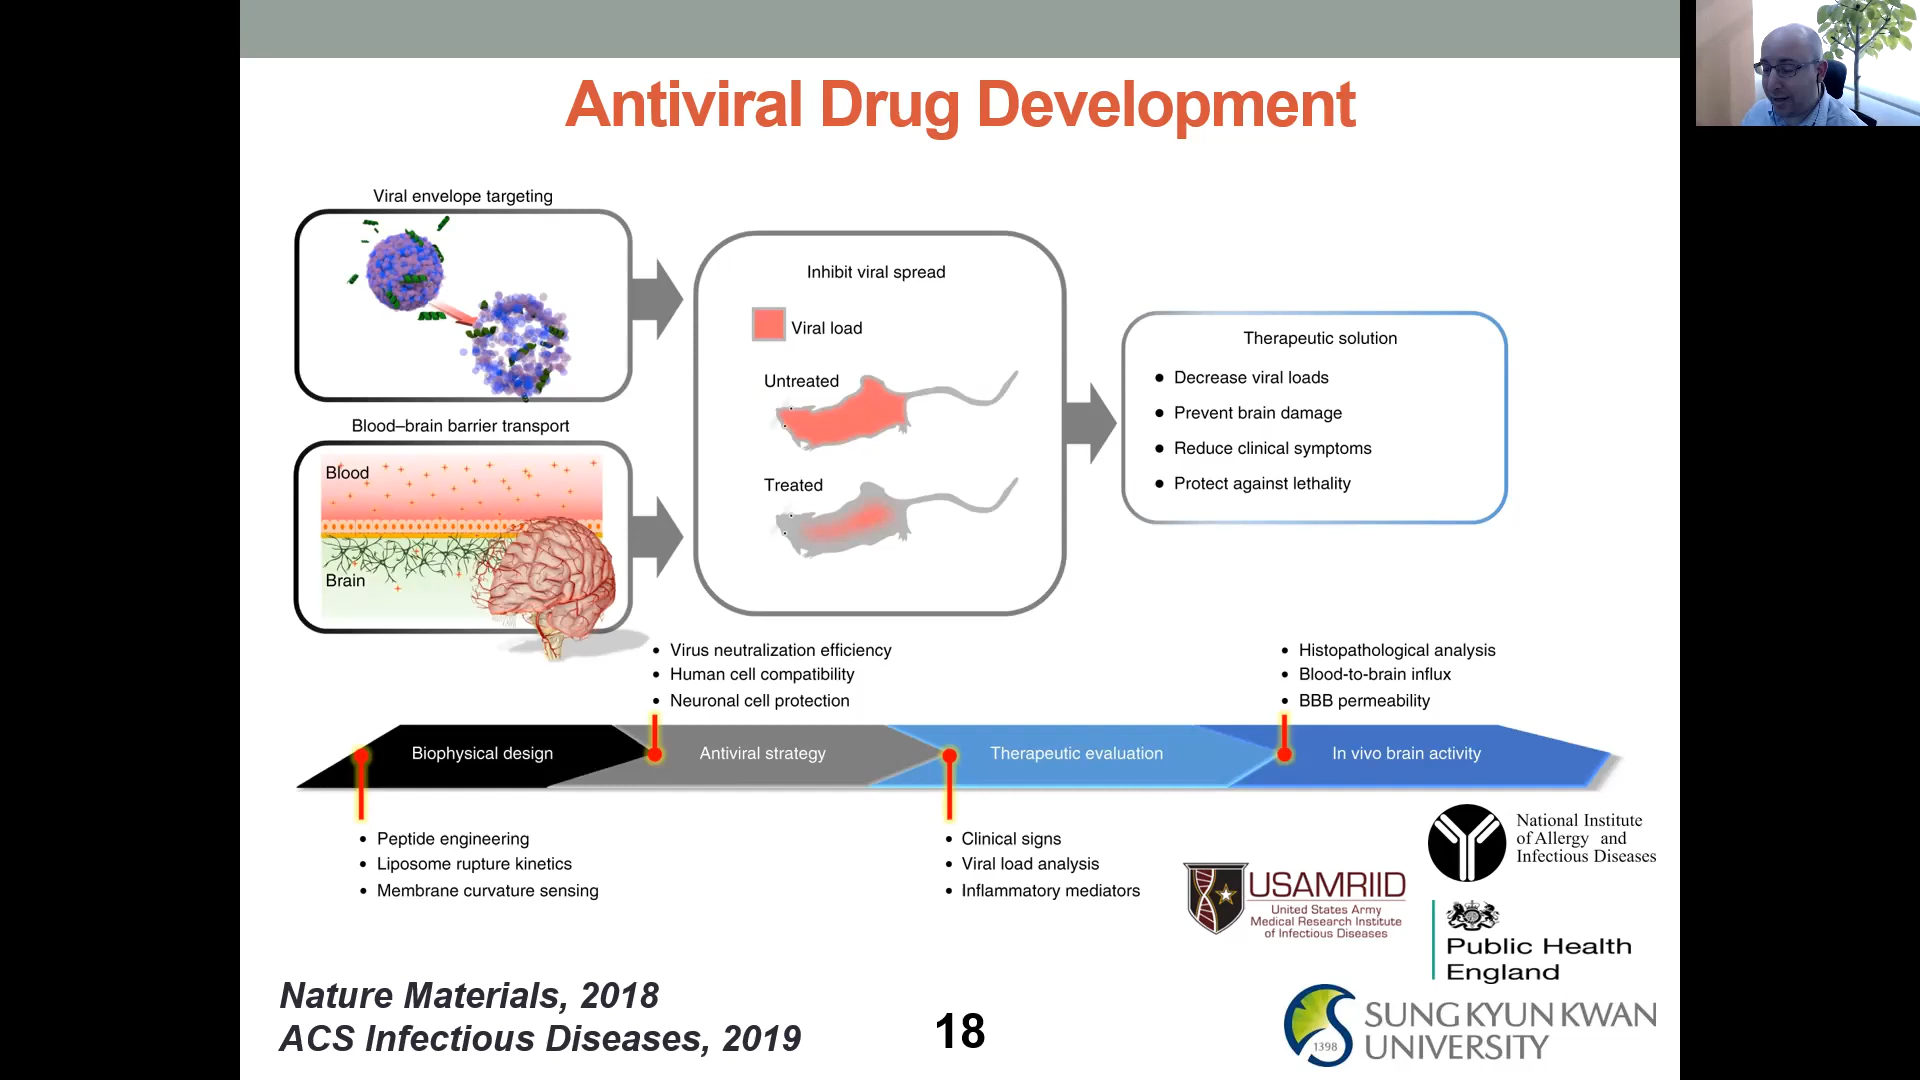 Antiviral Drug Development
Viral envelope targeting
Blood–brain barrier transport
Blood
Brain
Inhibit viral spread
Viral load
Untreated
Treated
Therapeutic solution
● Decrease viral loads
● Prevent brain damage
● Reduce clinical symptoms
● Protect against lethality
• Virus neutralization efficiency
• Human cell compatibility
• Neuronal cell protection
• Histopathological analysis
• Blood-to-brain influx
• BBB permeability
Biophysical design
Antiviral strategy
Therapeutic evaluation
In vivo brain activity
• Peptide engineering
• Liposome rupture kinetics
• Membrane curvature sensing
• Clinical signs
• Viral load analysis
• Inflammatory mediators
National Institute
of Allergy and
Infectious Diseases
USAMRIID
United States Army
Medical Research Institute
of Infectious Diseases
Public Health
England
Nature Materials, 2018
ACS Infectious Diseases, 2019
18
1398
SUNGKYUNKWAN
UNIVERSITY